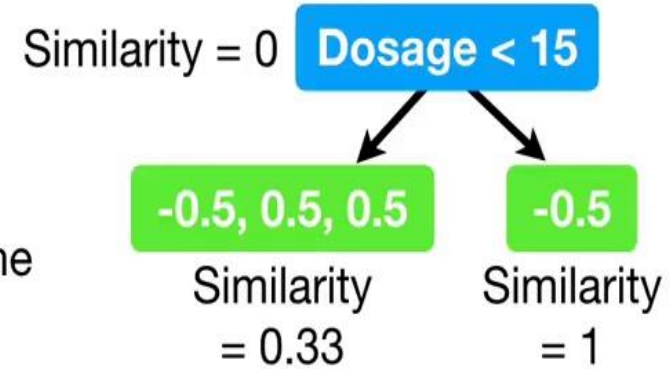 Similarity = 0 Dosage < 15
-0.5, 0.5, 0.5 -0.5
Similarity Similarity
= 0.33 = 1